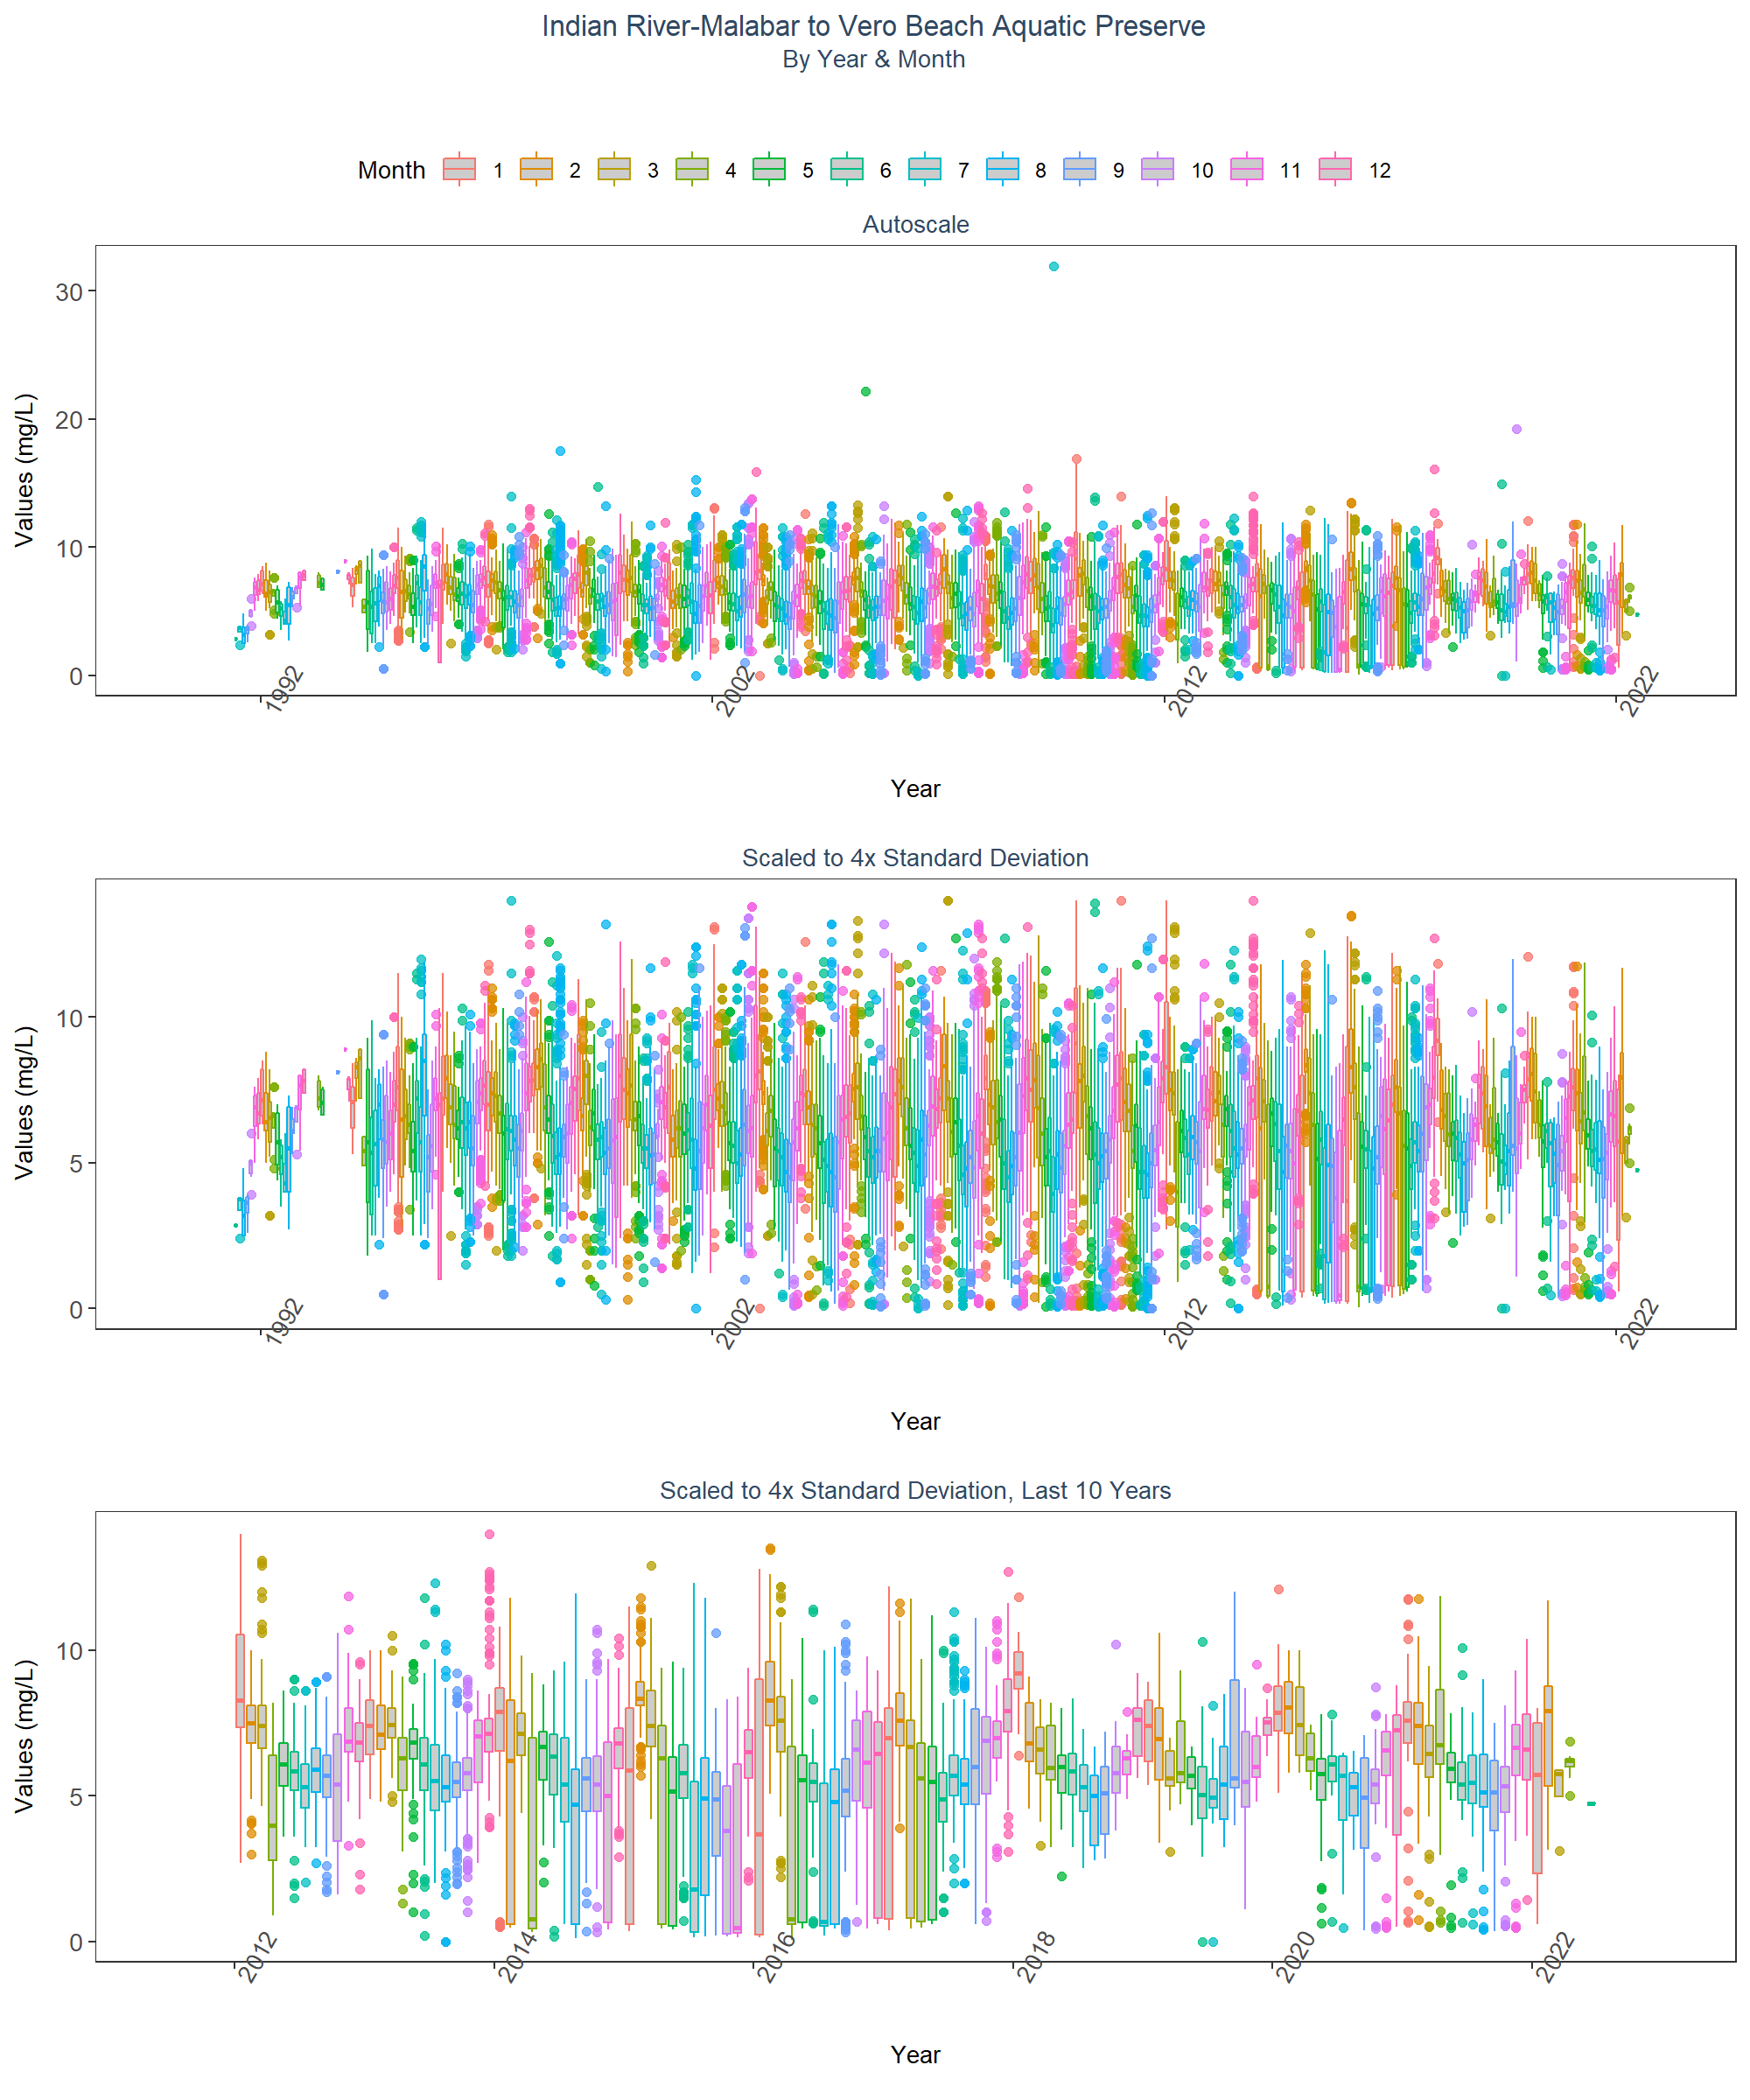 Indian River-Malabar to Vero Beach Aquatic Preserve
By Year & Month
Month 1 2 3 4 5 6 7 8 9 10 11 12
Autoscale
Values (mg/L)
30
20
10
0
1992 2002 2012 2022
Year
Scaled to 4x Standard Deviation
Values (mg/L)
10
5
0
1992 2002 2012 2022
Year
Scaled to 4x Standard Deviation, Last 10 Years
Values (mg/L)
10
5
0
2012 2014 2016 2018 2020 2022
Year